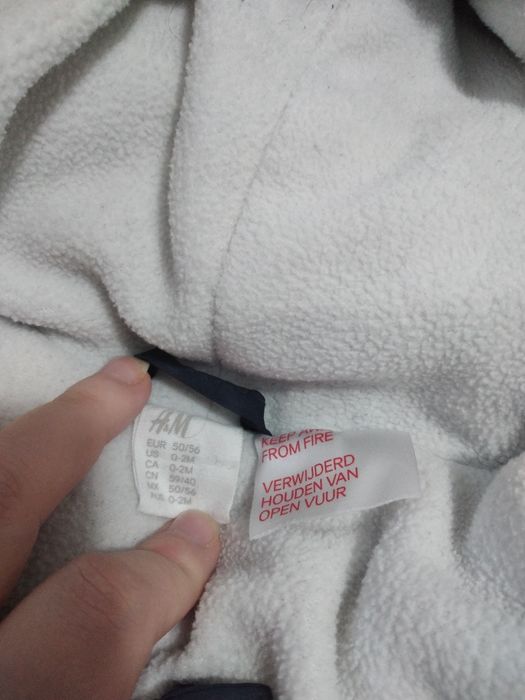 H&M
EUR 50/56
US 0-2M
CA 0-2M
CN 59/40
MX 50/56
0-2M
KEEP
FROM FIRE
VERWIJDERD
HOUDEN VAN
OPEN VUUR